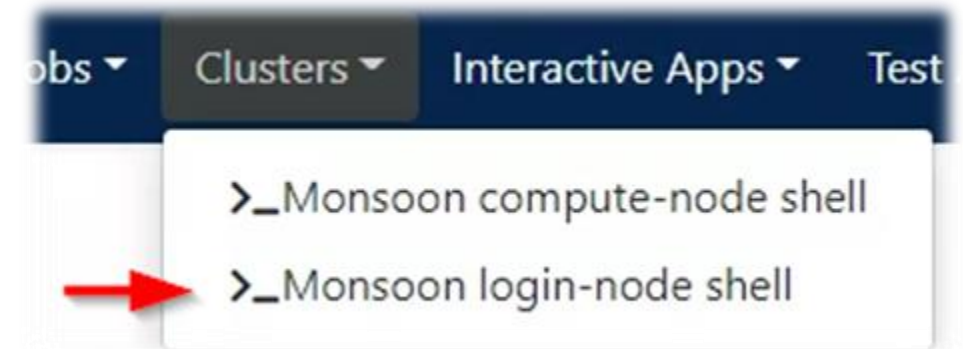 obs Clusters Interactive Apps Test
>_Monsoon compute-node shell
>_Monsoon login-node shell